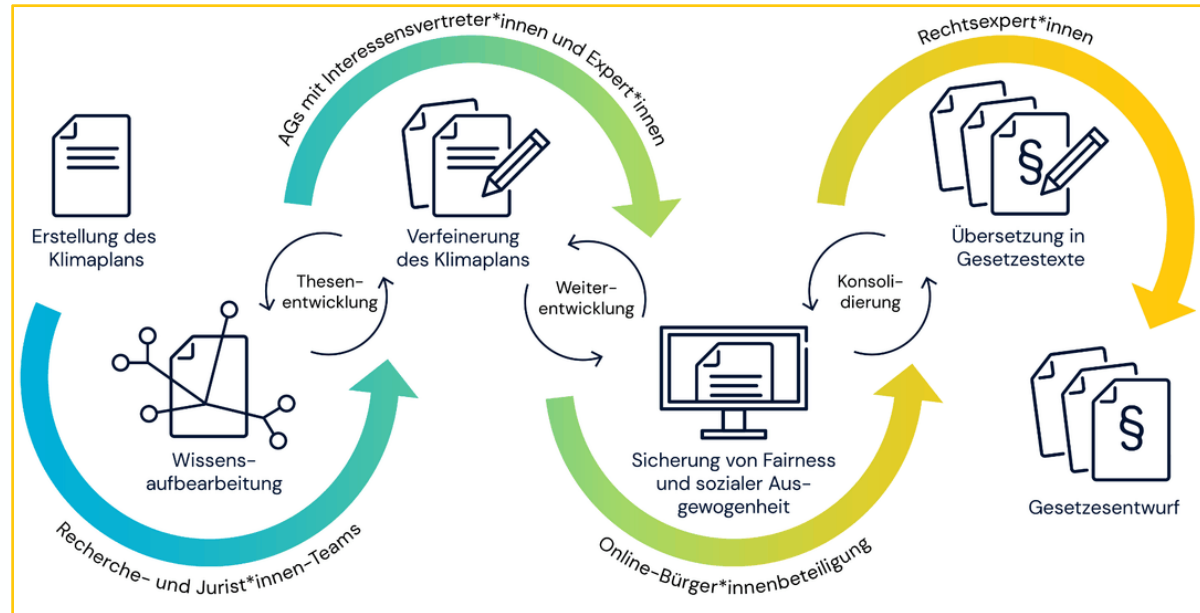 AGs mit Interessensvertreter*innen und Expert*innen
Rechtsexpert*innen
§
Erstellung des
Klimaplans
Verfeinerung
des Klimaplans
Übersetzung in
Gesetzestexte
Thesen-
entwicklung
Weiter-
entwicklung
Konsoli-
dierung
Wissens-
aufbearbeitung
Sicherung von Fairness
und sozialer Aus-
gewogenheit
§
Gesetzesentwurf
Recherche- und Jurist*innen-Teams
Online-Bürger*innenbeteiligung